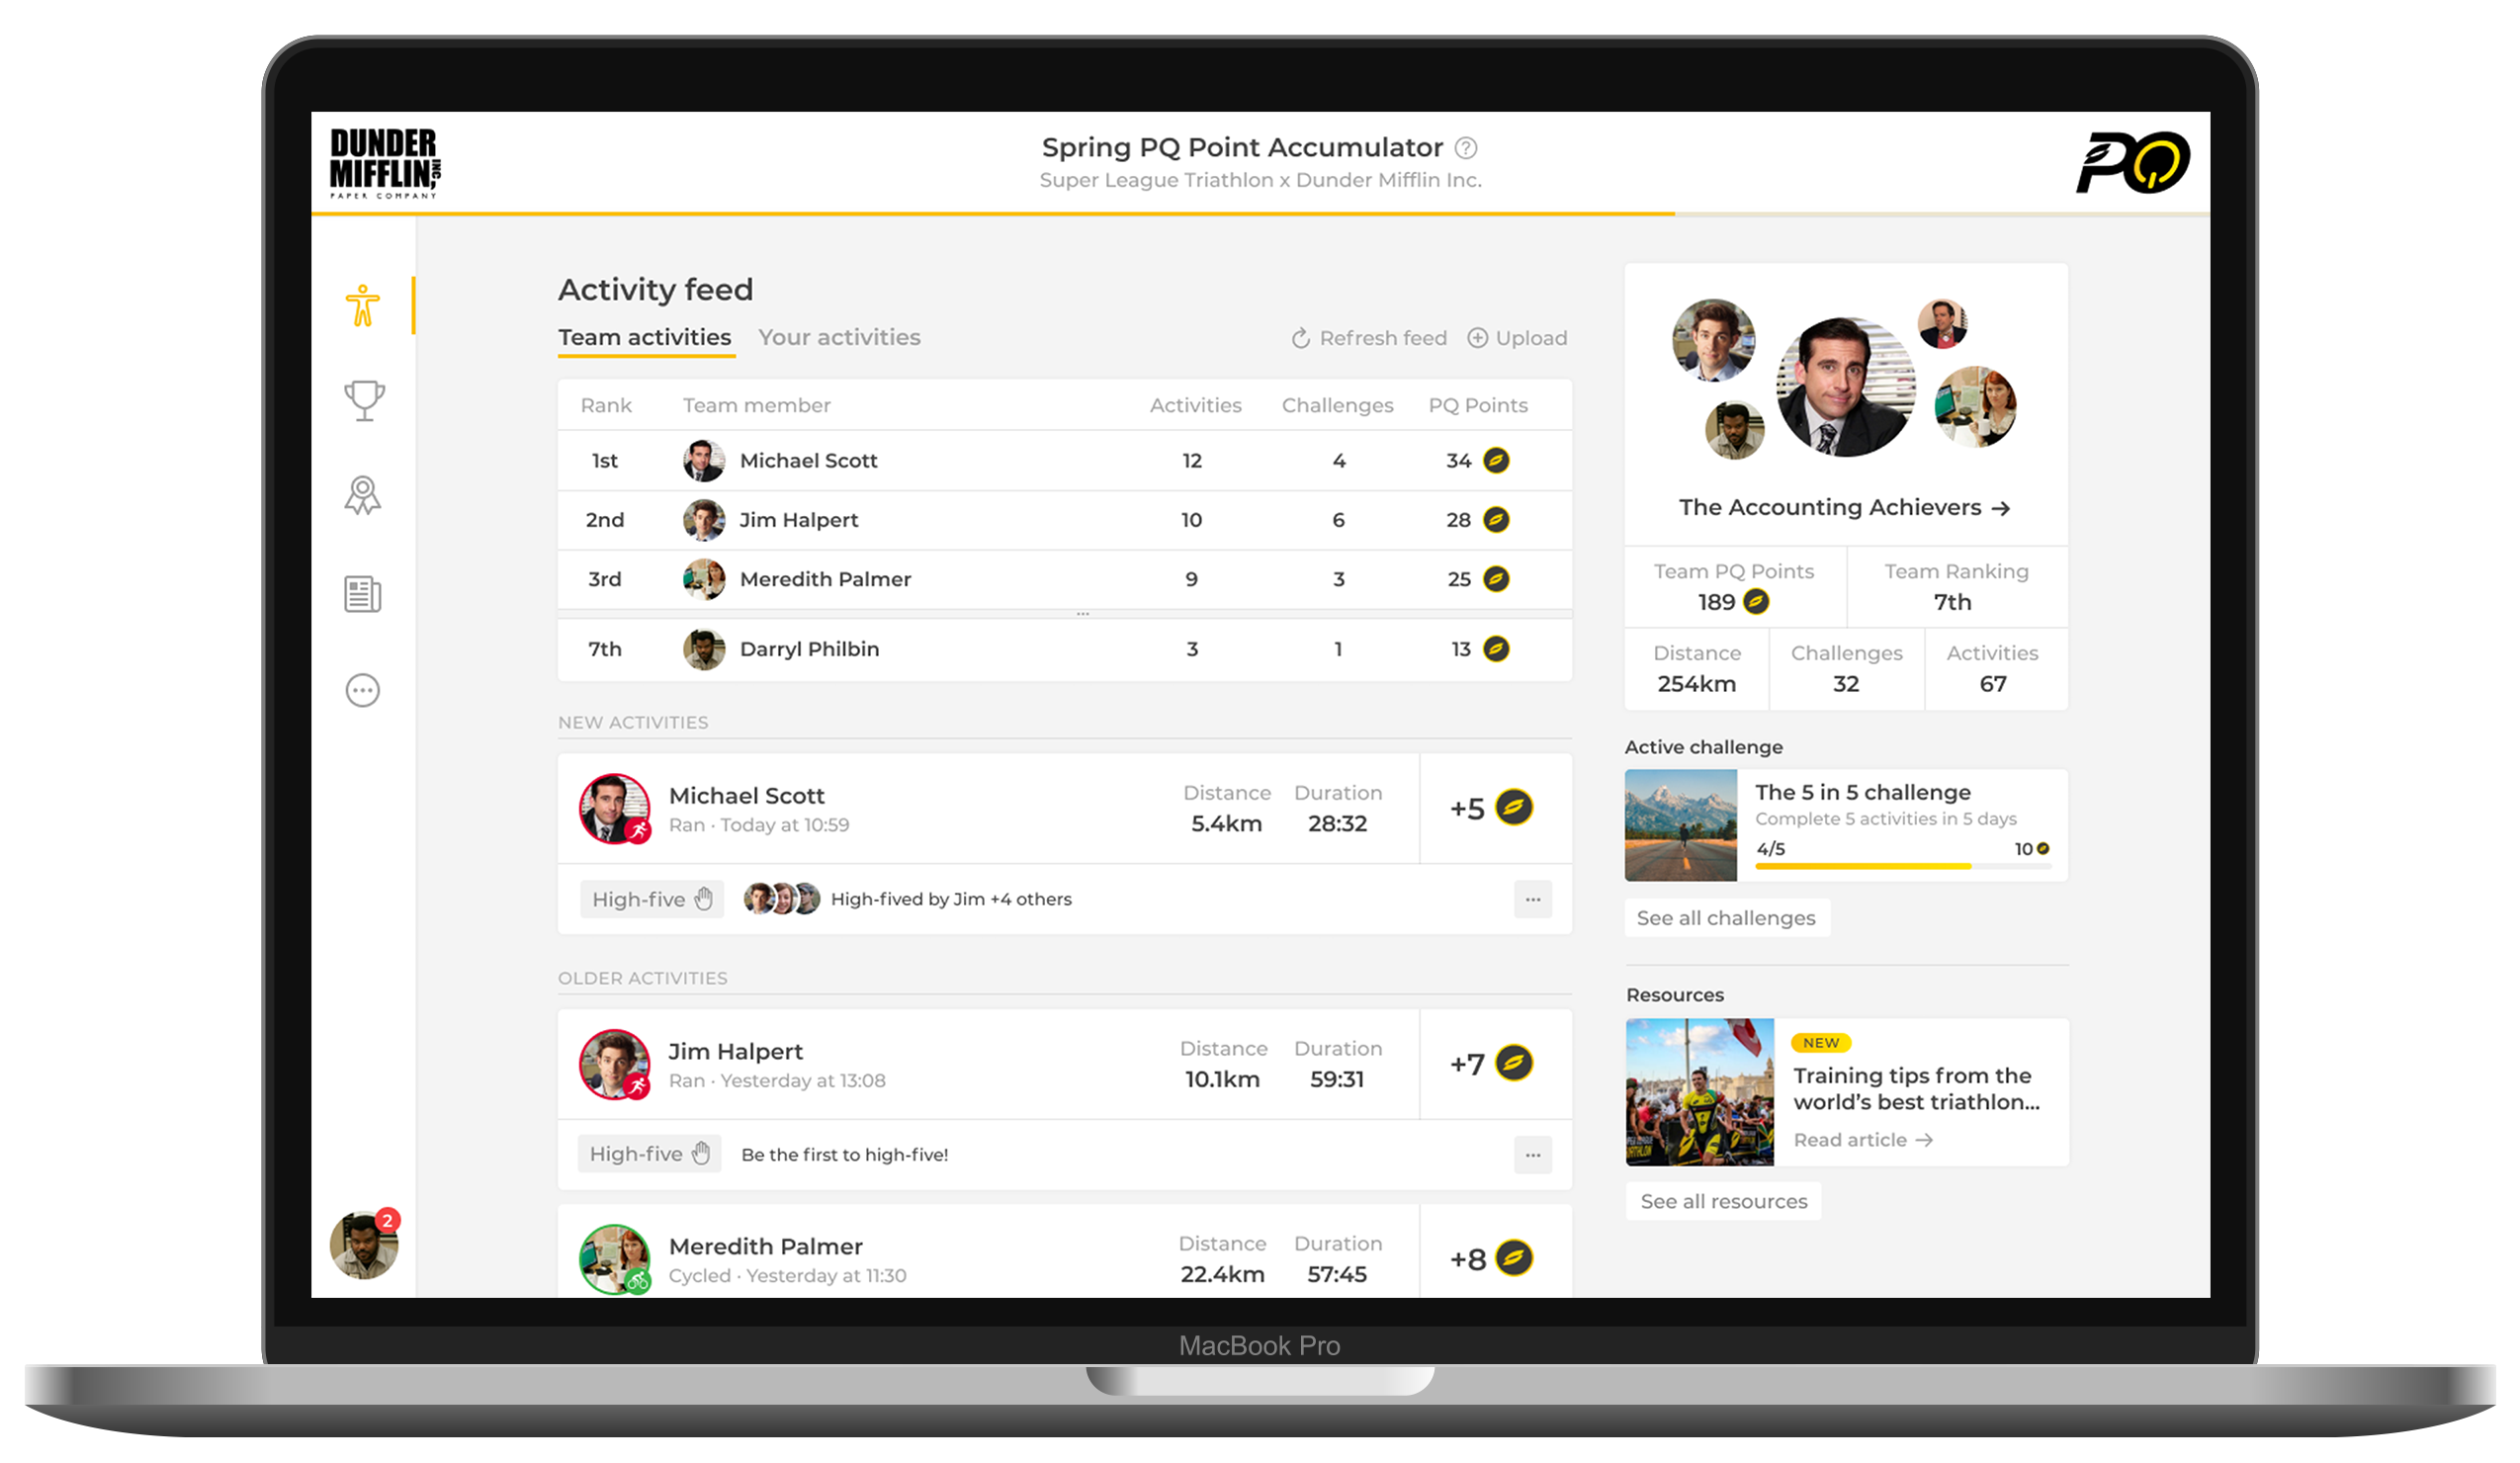 DUNDER
MIFFLIN, INC
PAPER COMPANY
Spring PQ Point Accumulator ?
Super League Triathlon x Dunder Mifflin Inc.
PQ
Activity feed
Team activities Your activities Refresh feed Upload
Rank Team member Activities Challenges PQ Points
1st Michael Scott 12 4 34
2nd Jim Halpert 10 6 28
3rd Meredith Palmer 9 3 25
...
7th Darryl Philbin 3 1 13
NEW ACTIVITIES
Michael Scott
Ran · Today at 10:59
Distance Duration
5.4km 28:32
+5
High-five High-fived by Jim +4 others ...
OLDER ACTIVITIES
Jim Halpert
Ran · Yesterday at 13:08
Distance Duration
10.1km 59:31
+7
High-five Be the first to high-five! ...
Meredith Palmer
Cycled · Yesterday at 11:30
Distance Duration
22.4km 57:45
+8
The Accounting Achievers →
Team PQ Points Team Ranking
189 7th
Distance Challenges Activities
254km 32 67
Active challenge
The 5 in 5 challenge
Complete 5 activities in 5 days
4/5 10
See all challenges
Resources
NEW
Training tips from the
world's best triathlon...
Read article →
See all resources
2
MacBook Pro